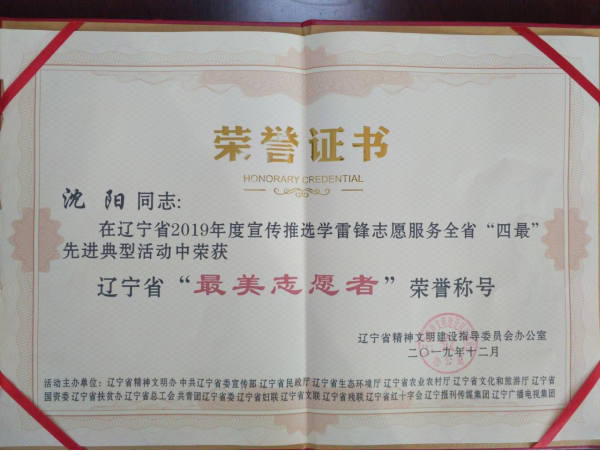 荣誉证书
HONORARY CREDENTIAL
沈 阳 同志:
在辽宁省2019年度宣传推选学雷锋志愿服务全省“四最”
先进典型活动中荣获
辽宁省“最美志愿者”荣誉称号
辽宁省精神文明建设指导委员会办公室
二〇一九年十二月
活动主办单位：辽宁省精神文明办 中共辽宁省委宣传部 辽宁省民政厅 辽宁省生态环境厅 辽宁省农业农村厅 辽宁省文化和旅游厅 辽宁省
国资委 辽宁省扶贫办 辽宁省总工会 共青团辽宁省委 辽宁省妇联 辽宁省文联 辽宁省残联 辽宁省红十字会 辽宁报刊传媒集团 辽宁广播电视集团